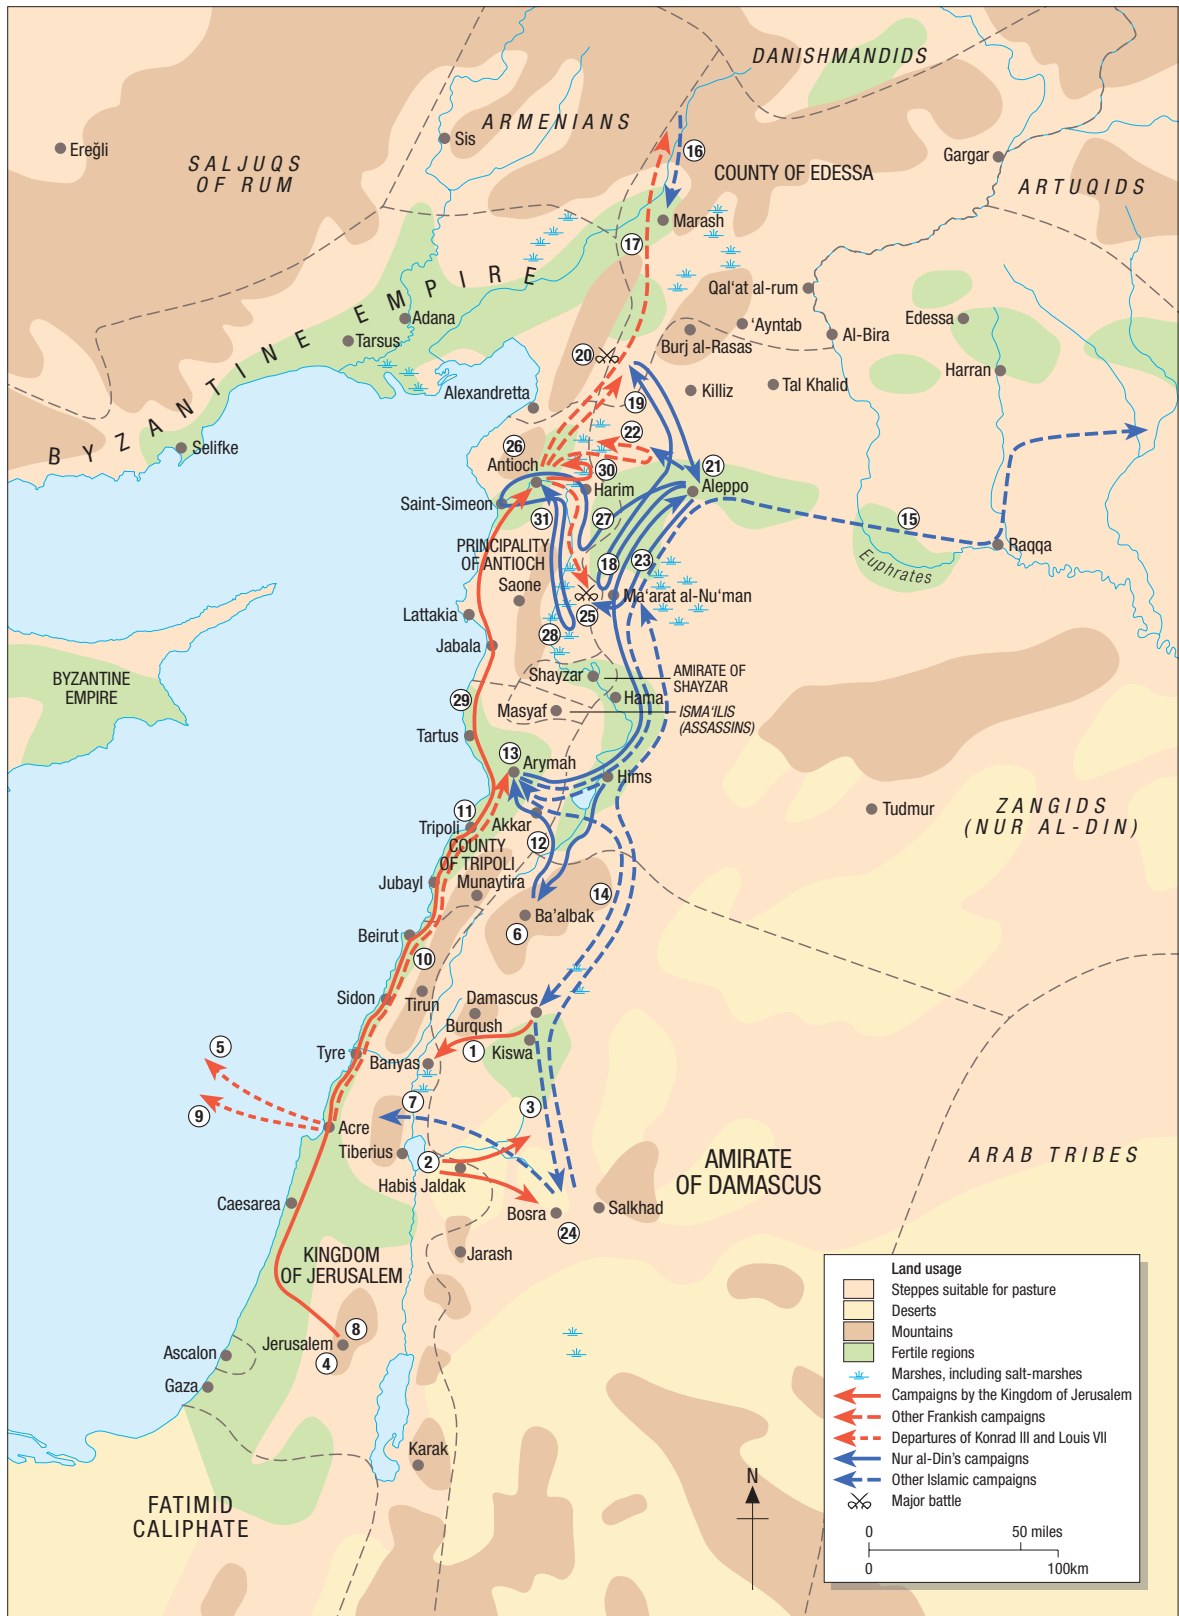 DANISHMANDIDS
ARMENIANS
Sis
Ereğli
SALJUQS
OF RUM
16
COUNTY OF EDESSA
Gargar
ARTUQIDS
Marash
17
BYZANTINE EMPIRE
Qal‘at al-rum
Adana
Tarsus
‘Ayntab
Edessa
Al-Bira
Burj al-Rasas
20
Harran
Alexandretta
Killiz
Tal Khalid
19
22
Selifke
26
Antioch
30
21
Harim
Aleppo
Saint-Simeon
31
27
15
PRINCIPALITY
OF ANTIOCH
Raqqa
18
23
Euphrates
Saone
Ma‘arat al-Nu‘man
Lattakia
25
28
Jabala
BYZANTINE
EMPIRE
Shayzar
AMIRATE OF
SHAYZAR
29
Hama
Masyaf
ISMA‘ILIS
(ASSASSINS)
Tartus
13
Arymah
Hims
11
Tripoli
Akkar
Tudmur
ZANGIDS
(NUR AL-DIN)
12
COUNTY
OF TRIPOLI
Jubayl
Munaytira
14
Ba’albak
6
Beirut
10
Sidon
Tirun
Damascus
Burqush
5
Tyre
Banyas
1
Kiswa
9
7
3
Acre
Tiberius
2
Habis Jaldak
AMIRATE
OF DAMASCUS
ARAB TRIBES
Caesarea
Bosra
Salkhad
24
Jarash
KINGDOM
OF JERUSALEM
8
Jerusalem
4
Ascalon
Gaza
Karak
FATIMID
CALIPHATE
N
Land usage
Steppes suitable for pasture
Deserts
Mountains
Fertile regions
Marshes, including salt-marshes
Campaigns by the Kingdom of Jerusalem
Other Frankish campaigns
Departures of Konrad III and Louis VII
Nur al-Din’s campaigns
Other Islamic campaigns
Major battle
0 50 miles
0 100km